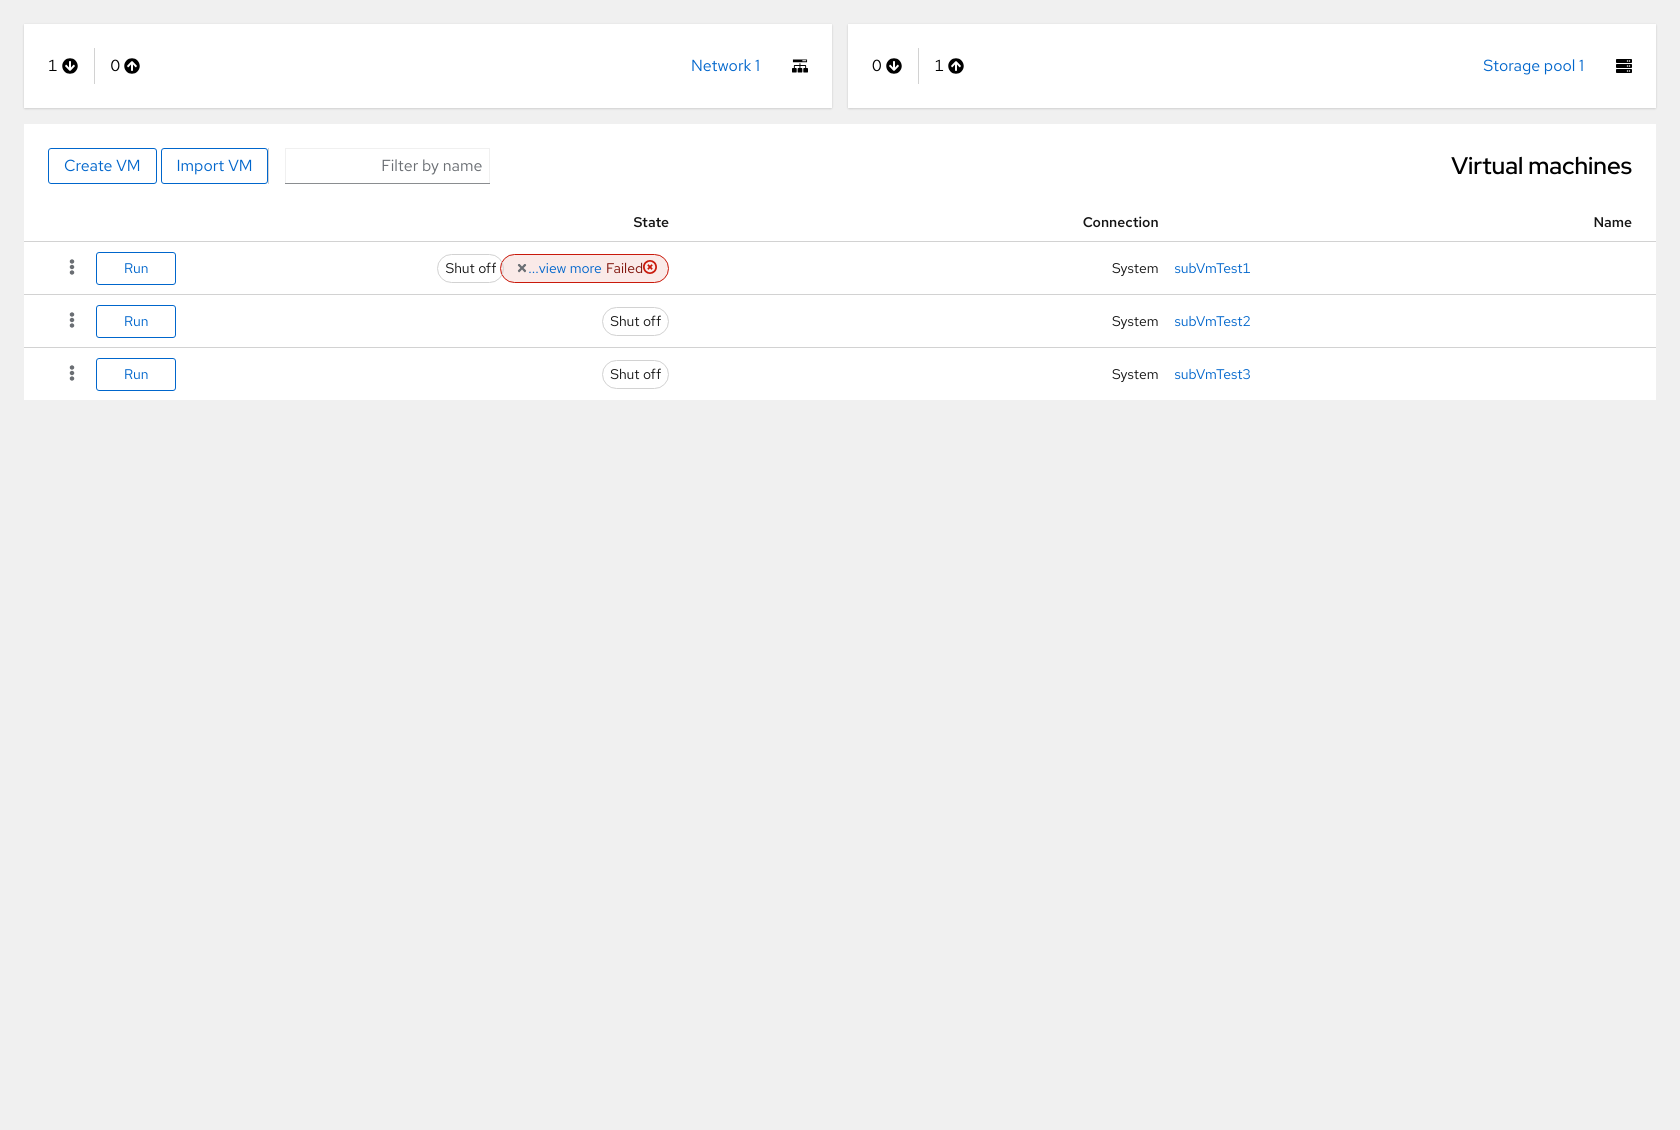 1 0 Network 1
0 1 Storage pool 1
Create VM Import VM Filter by name Virtual machines
State Connection Name
Run Shut off ...view more Failed System subVmTest1
Run Shut off System subVmTest2
Run Shut off System subVmTest3